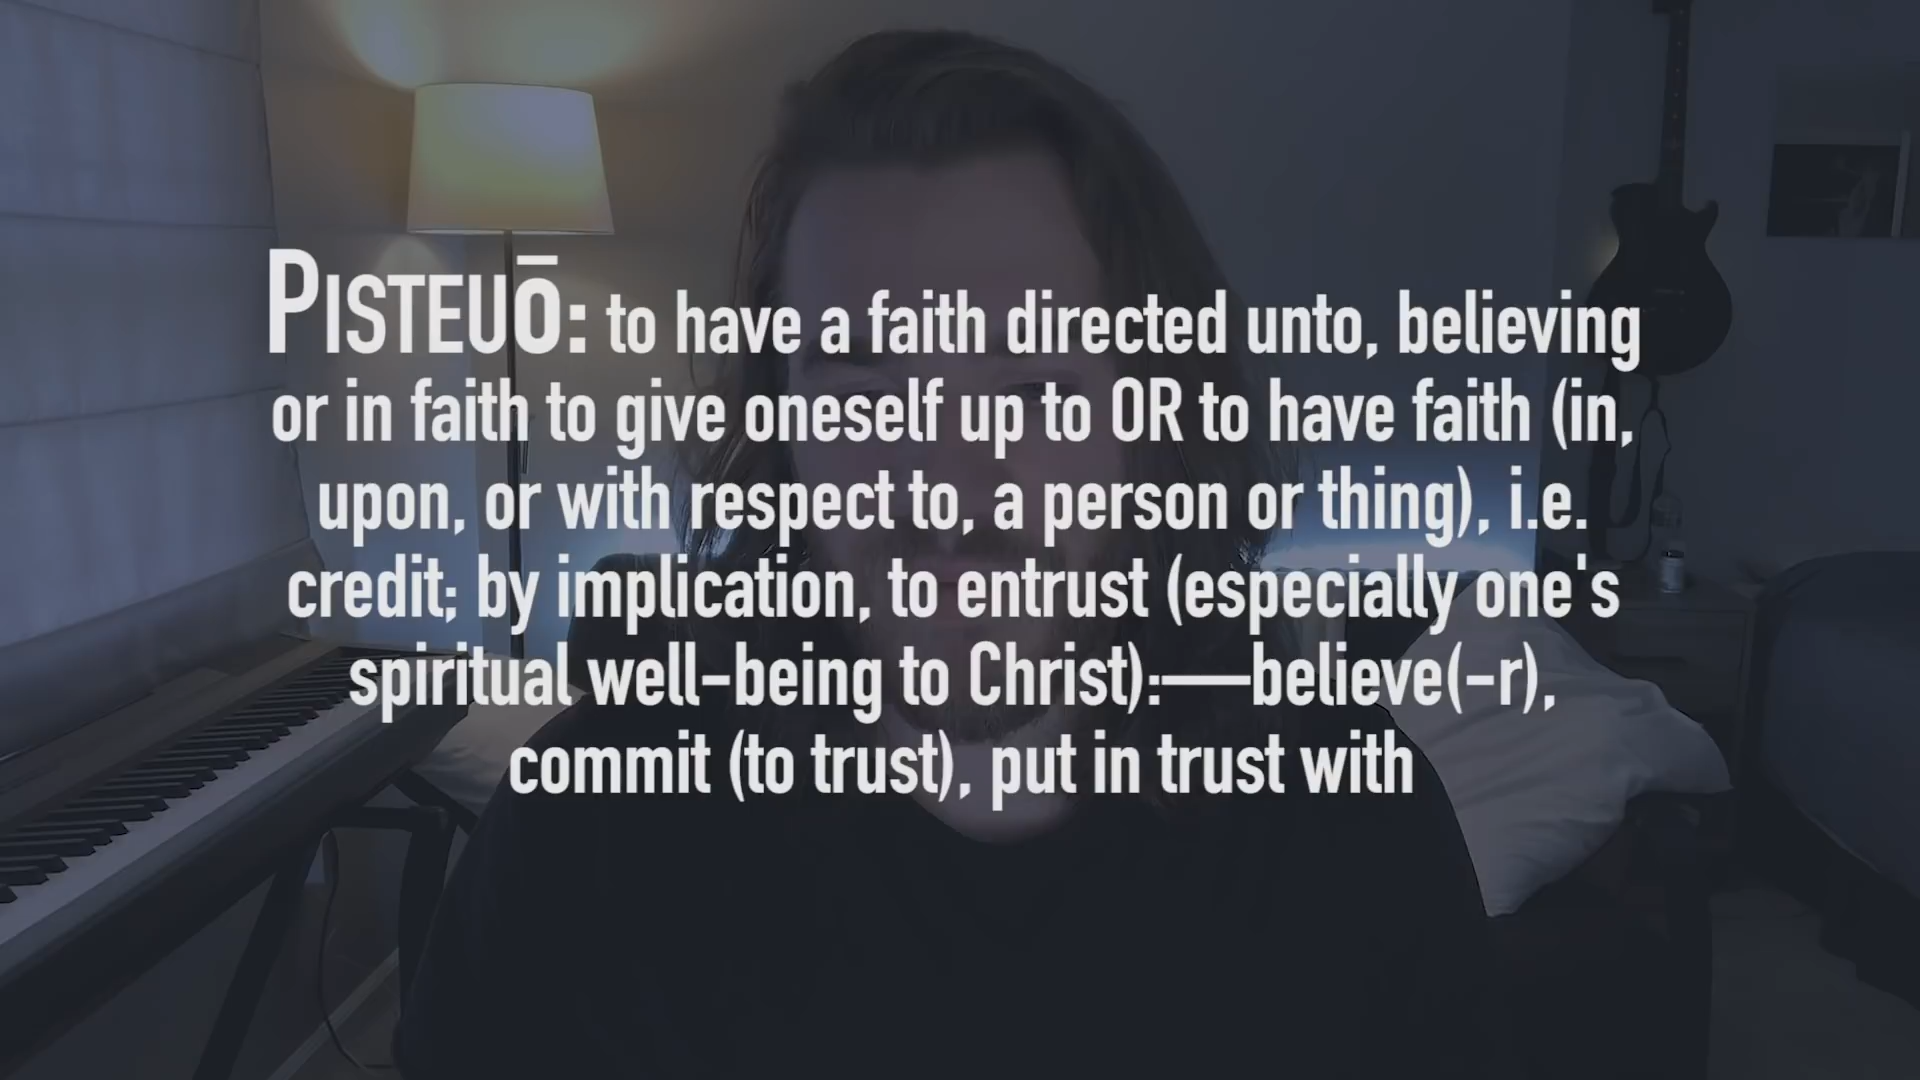 PISTEUō: to have a faith directed unto, believing
or in faith to give oneself up to OR to have faith (in,
upon, or with respect to, a person or thing), i.e.
credit; by implication, to entrust (especially one's
spiritual well-being to Christ):—believe(-r),
commit (to trust), put in trust with